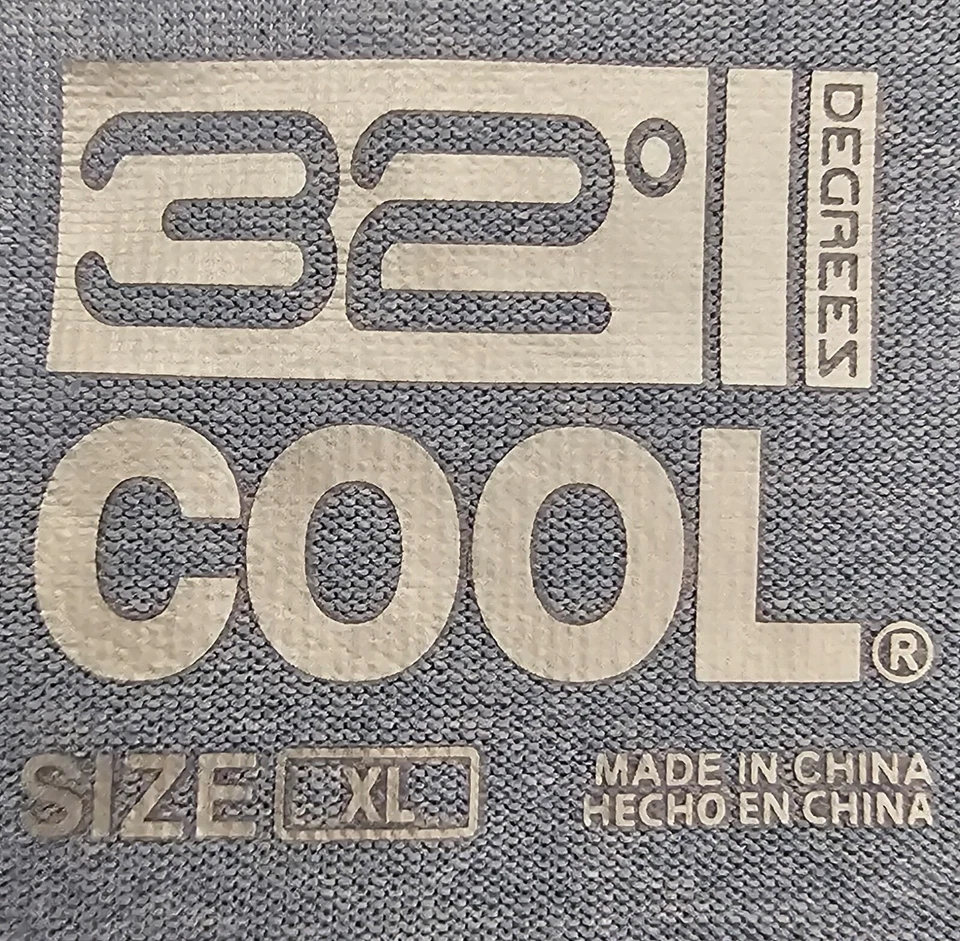 32°
DEGREES
COOL®
SIZE XL
MADE IN CHINA
HECHO EN CHINA